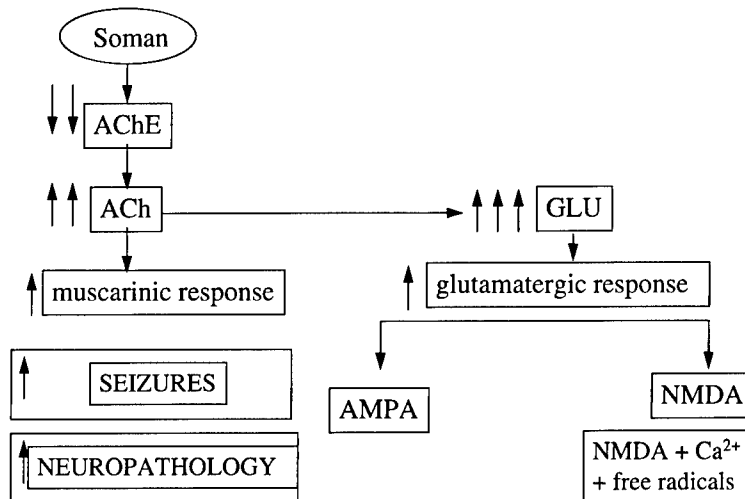 Soman
AChE
ACh
GLU
muscarinic response
glutamatergic response
SEIZURES
AMPA
NMDA
NEUROPATHOLOGY
NMDA + Ca²⁺
+ free radicals